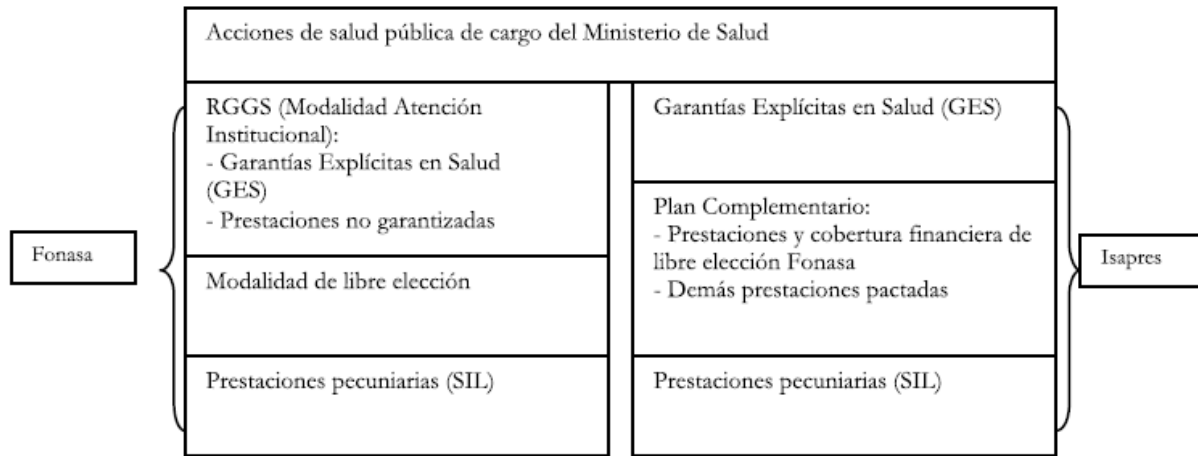 Acciones de salud pública de cargo del Ministerio de Salud
Fonasa
RGGS (Modalidad Atención
Institucional):
- Garantías Explícitas en Salud
(GES)
- Prestaciones no garantizadas
Modalidad de libre elección
Prestaciones pecuniarias (SIL)
Garantías Explícitas en Salud (GES)
Plan Complementario:
- Prestaciones y cobertura financiera de
libre elección Fonasa
- Demás prestaciones pactadas
Prestaciones pecuniarias (SIL)
Isapres